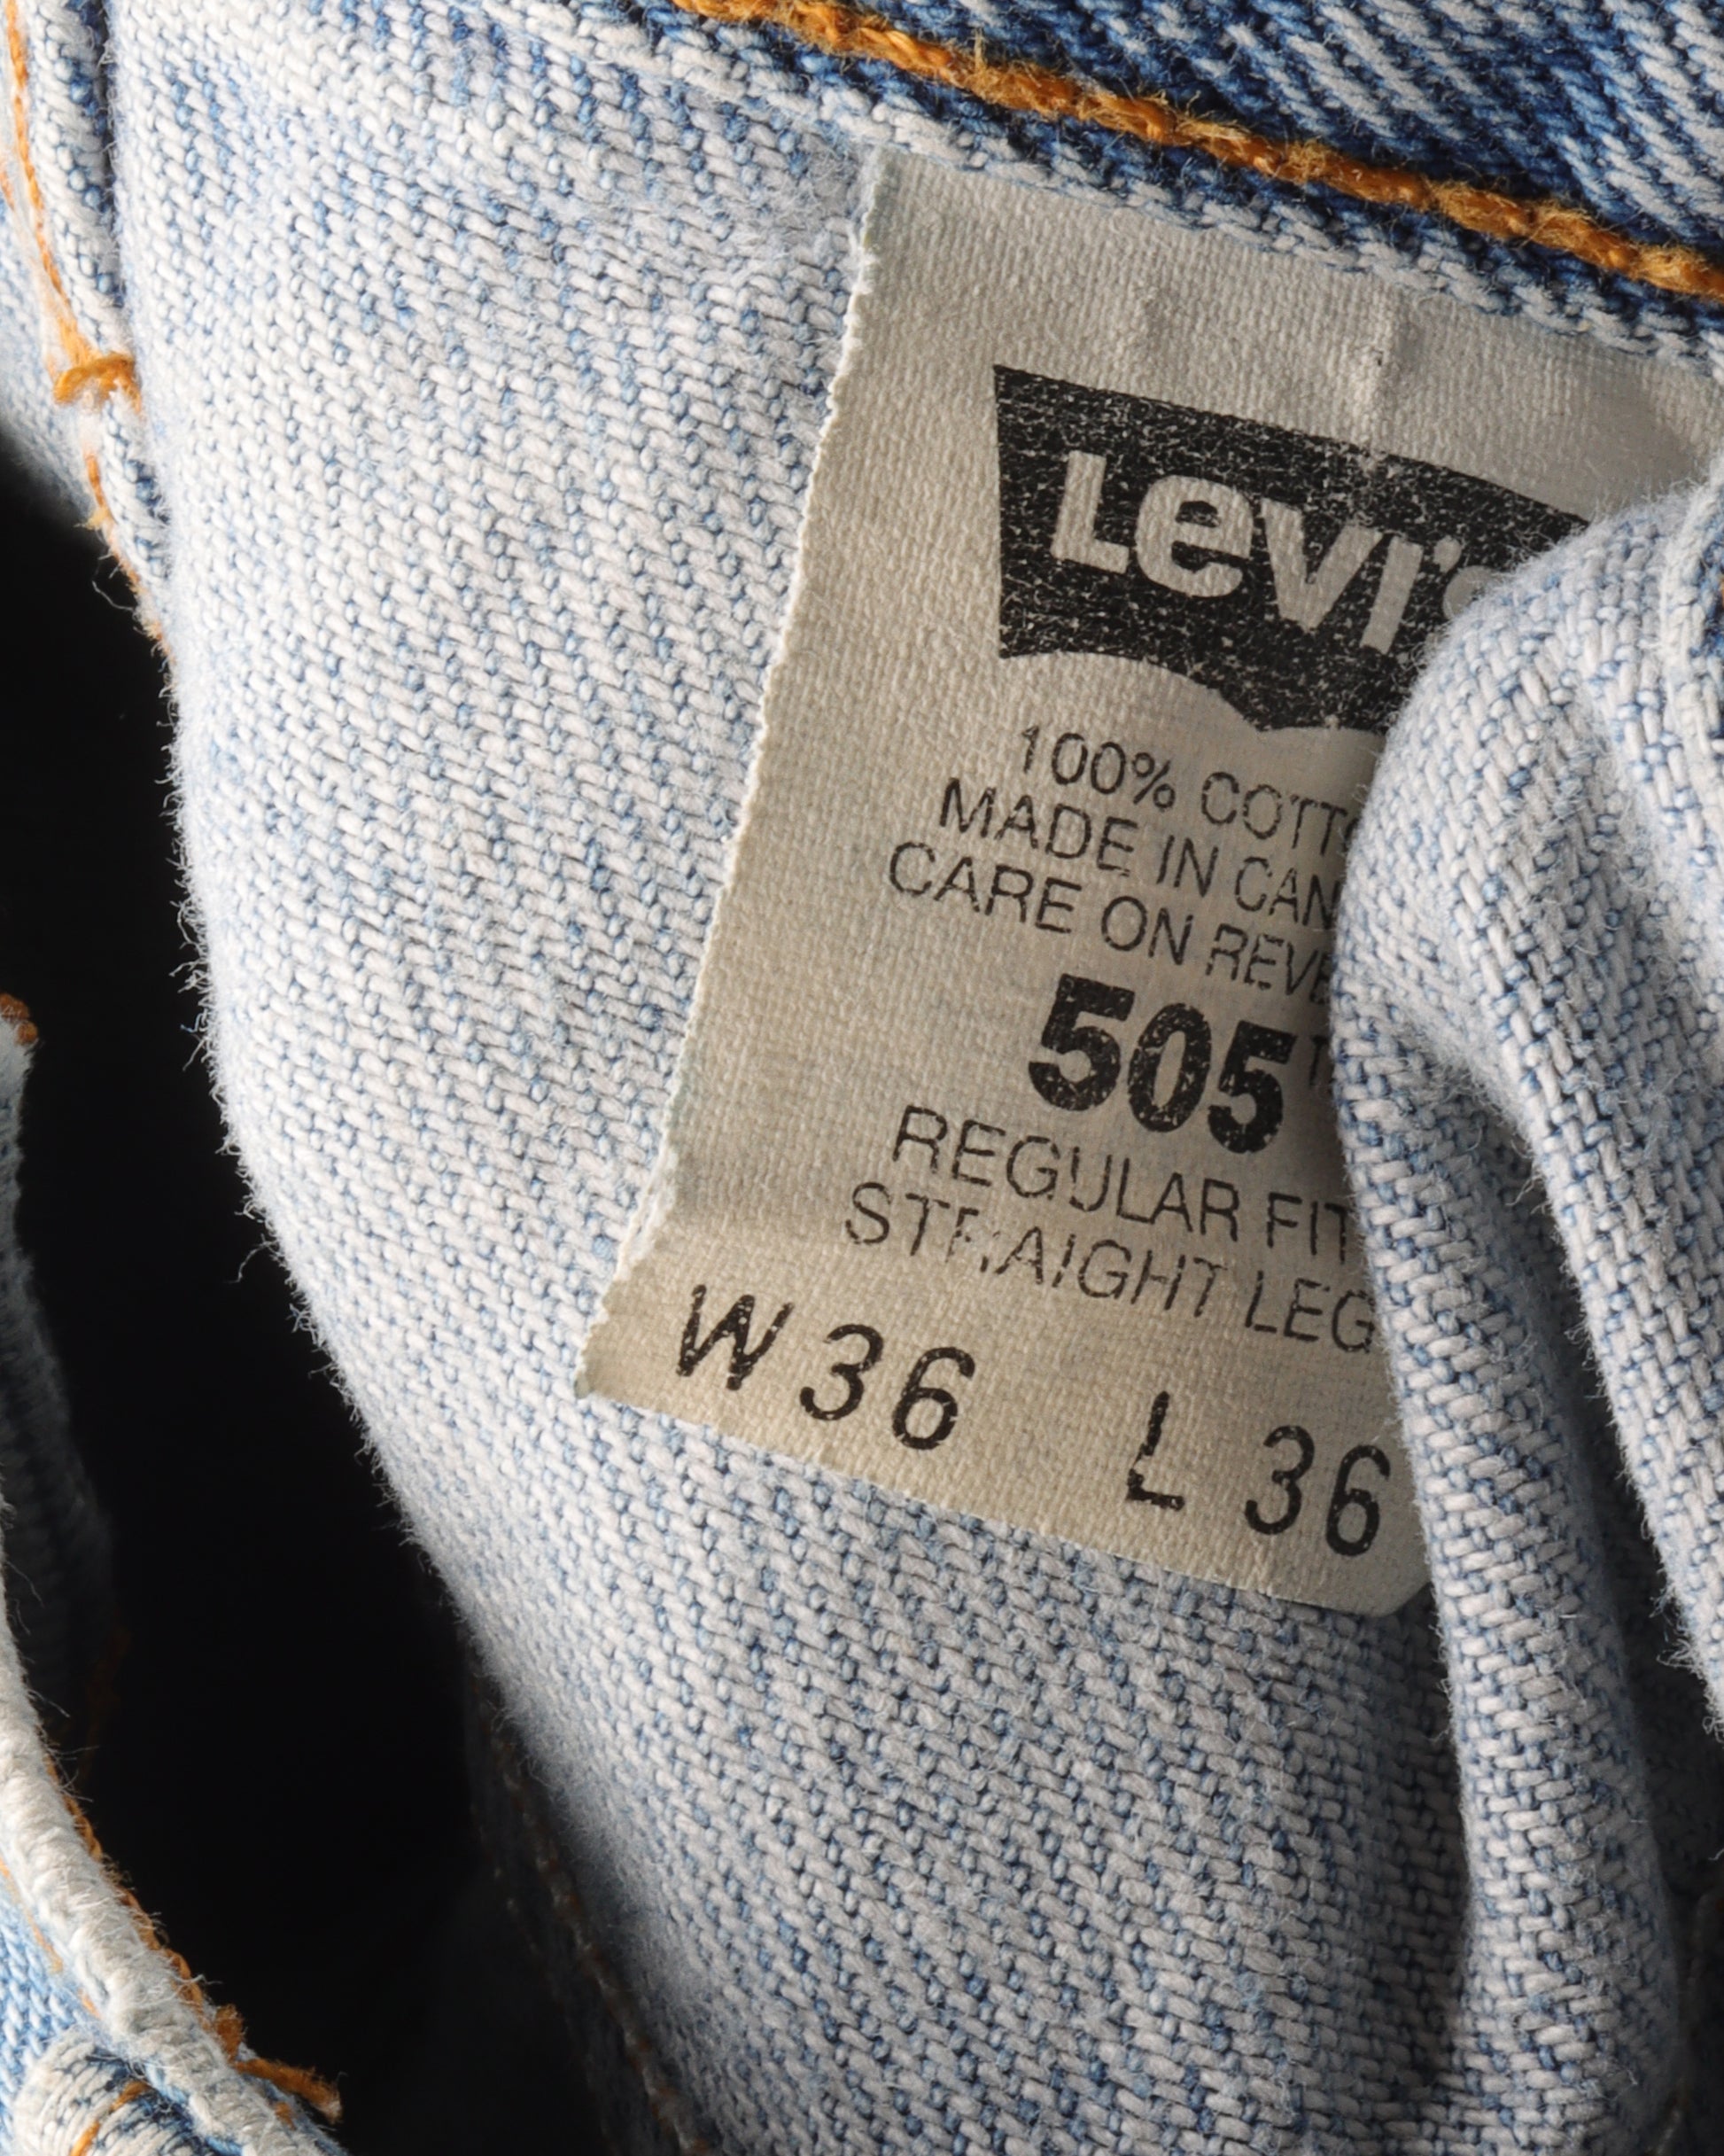 Levi's
100% COTTO
MADE IN CAN
CARE ON REVE
505
REGULAR FIT
STRAIGHT LEG
W 36 L 36